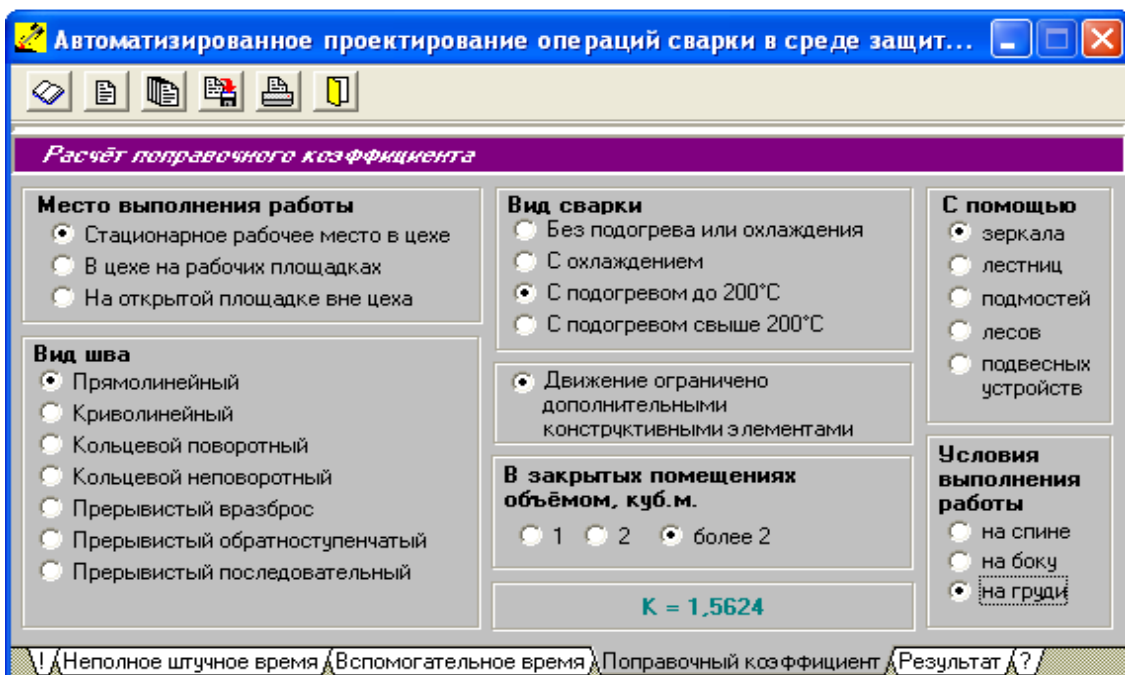 Автоматизированное проектирование операций сварки в среде защит...
Расчёт поправочного коэффициента
Место выполнения работы
Стационарное рабочее место в цехе
В цехе на рабочих площадках
На открытой площадке вне цеха
Вид шва
Прямолинейный
Криволинейный
Кольцевой поворотный
Кольцевой неповоротный
Прерывистый вразброс
Прерывистый обратноступенчатый
Прерывистый последовательный
Вид сварки
Без подогрева или охлаждения
С охлаждением
С подогревом до 200°С
С подогревом свыше 200°С
Движение ограничено
дополнительными
конструктивными элементами
В закрытых помещениях
объёмом, куб.м.
1 2 более 2
К = 1,5624
С помощью
зеркала
лестниц
подмостей
лесов
подвесных
устройств
Условия
выполнения
работы
на спине
на боку
на груди
! Неполное штучное время Вспомогательное время Поправочный коэффициент Результат ?